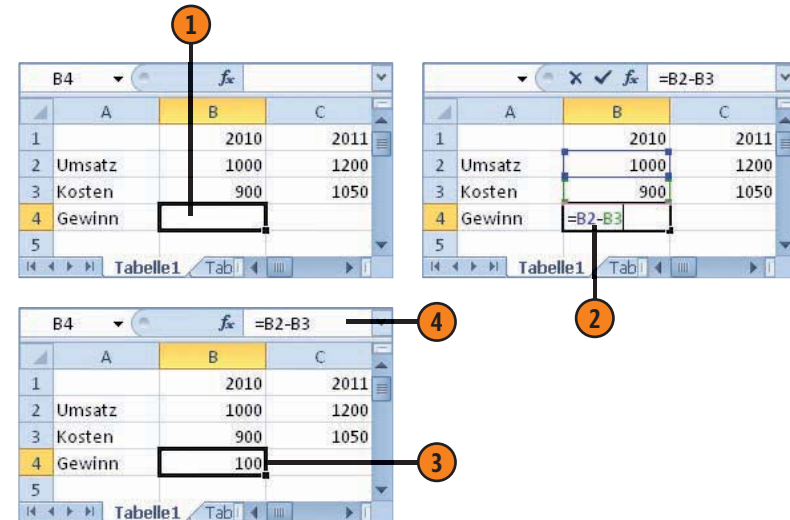 1
B4 fx
A B C
1 2010 2011
2 Umsatz 1000 1200
3 Kosten 900 1050
4 Gewinn
5
Tabelle1 Tab
fx =B2-B3
A B C
1 2010 2011
2 Umsatz 1000 1200
3 Kosten 900 1050
4 Gewinn =B2-B3
5
Tabelle1 Tab
2
B4 fx =B2-B3
4
A B C
1 2010 2011
2 Umsatz 1000 1200
3 Kosten 900 1050
4 Gewinn 100
3
5
Tabelle1 Tab